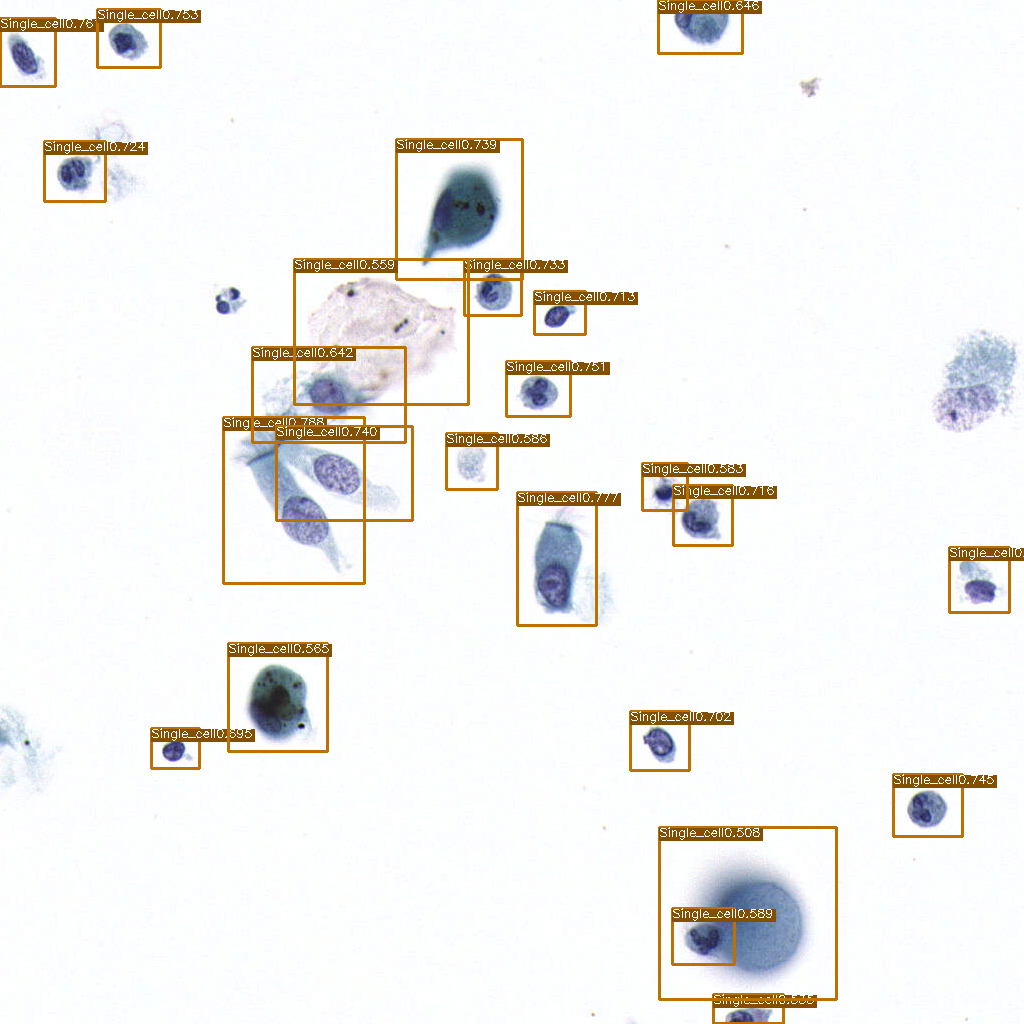 Single_cell0.646
Single_cell0.753
Single_cell0.724
Single_cell0.739
Single_cell0.559
Single_cell0.733
Single_cell0.713
Single_cell0.642
Single_cell0.751
Single_cell0.788
Single_cell0.740
Single_cell0.586
Single_cell0.583
Single_cell0.716
Single_cell0.777
Single_cell0.565
Single_cell0.702
Single_cell0.695
Single_cell0.745
Single_cell0.508
Single_cell0.589